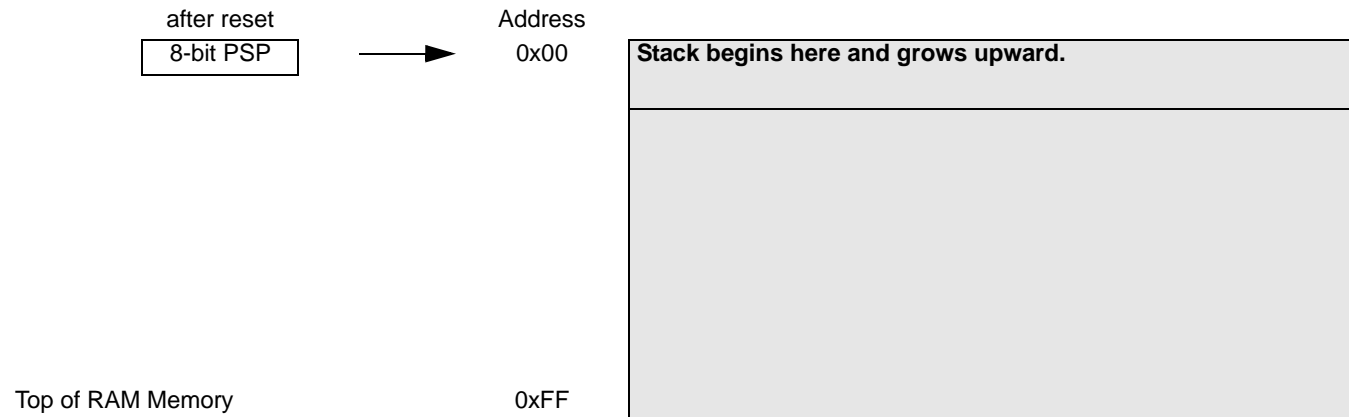 after reset Address
8-bit PSP 0x00 Stack begins here and grows upward.
Top of RAM Memory 0xFF